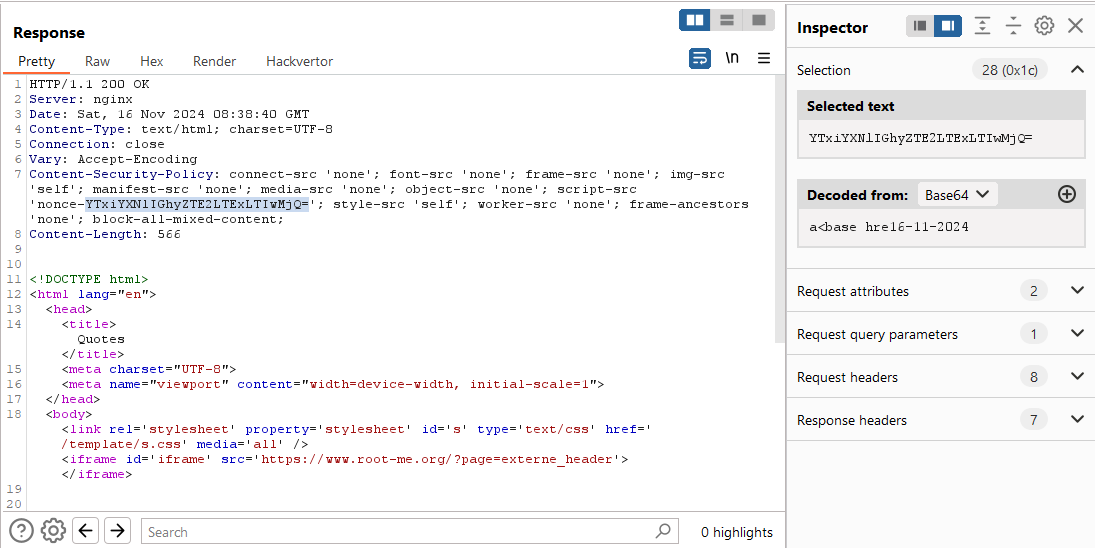 Response
Pretty Raw Hex Render Hackvertor
\n
1 HTTP/1.1 200 OK
2 Server: nginx
3 Date: Sat, 16 Nov 2024 08:38:40 GMT
4 Content-Type: text/html; charset=UTF-8
5 Connection: close
6 Vary: Accept-Encoding
7 Content-Security-Policy: connect-src 'none'; font-src 'none'; frame-src 'none'; img-src
'self'; manifest-src 'none'; media-src 'none'; object-src 'none'; script-src
'nonce-YTxiYXNlIGhyZTE2LTExLTIwMjQ='; style-src 'self'; worker-src 'none'; frame-ancestors
'none'; block-all-mixed-content;
8 Content-Length: 566
9
10
11 <!DOCTYPE html>
12 <html lang="en">
13 <head>
14 <title>
Quotes
</title>
15 <meta charset="UTF-8">
16 <meta name="viewport" content="width=device-width, initial-scale=1">
17 </head>
18 <body>
<link rel='stylesheet' property='stylesheet' id='s' type='text/css' href='
/template/s.css' media='all' />
<iframe id='iframe' src='https://www.root-me.org/?page=externe_header'>
</iframe>
19
20
Search
0 highlights
Inspector
Selection 28 (0x1c)
Selected text
YTxiYXNlIGhyZTE2LTExLTIwMjQ=
Decoded from: Base64
a<base hre16-11-2024
Request attributes 2
Request query parameters 1
Request headers 8
Response headers 7